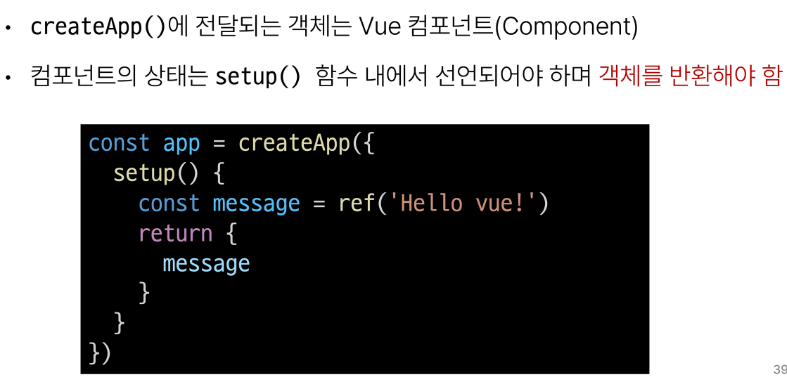 • createApp()에 전달되는 객체는 Vue 컴포넌트(Component)
• 컴포넌트의 상태는 setup() 함수 내에서 선언되어야 하며 객체를 반환해야 함
const app = createApp({
  setup() {
    const message = ref('Hello vue!')
    return {
      message
    }
  }
})
39